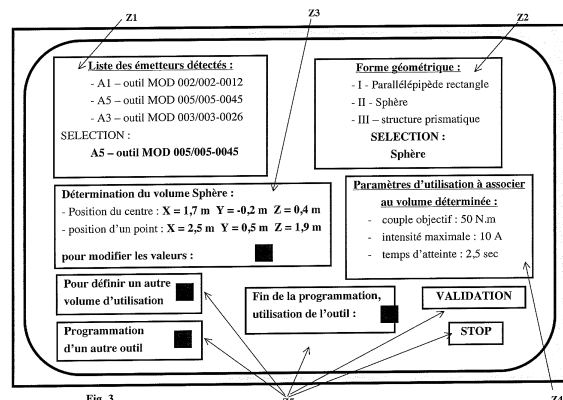 Z1
Z3
Z2
Liste des émetteurs détectés :
- A1 – outil MOD 002/002-0012
- A5 – outil MOD 005/005-0045
- A3 – outil MOD 003/003-0026
SELECTION :
A5 – outil MOD 005/005-0045
Forme géométrique :
- I - Parallélépipède rectangle
- II - Sphère
- III – structure prismatique
SELECTION :
Sphère
Détermination du volume Sphère :
- Position du centre : X = 1,7 m Y = -0,2 m Z = 0,4 m
- position d'un point : X = 2,5 m Y = 0,5 m Z = 1,9 m
pour modifier les valeurs :
Paramètres d'utilisation à associer
au volume déterminée :
- couple objectif : 50 N.m
- intensité maximale : 10 A
- temps d'atteinte : 2,5 sec
Pour définir un autre
volume d'utilisation
Fin de la programmation,
utilisation de l'outil :
VALIDATION
Programmation
d'un autre outil
STOP
Fig. 3
Z4